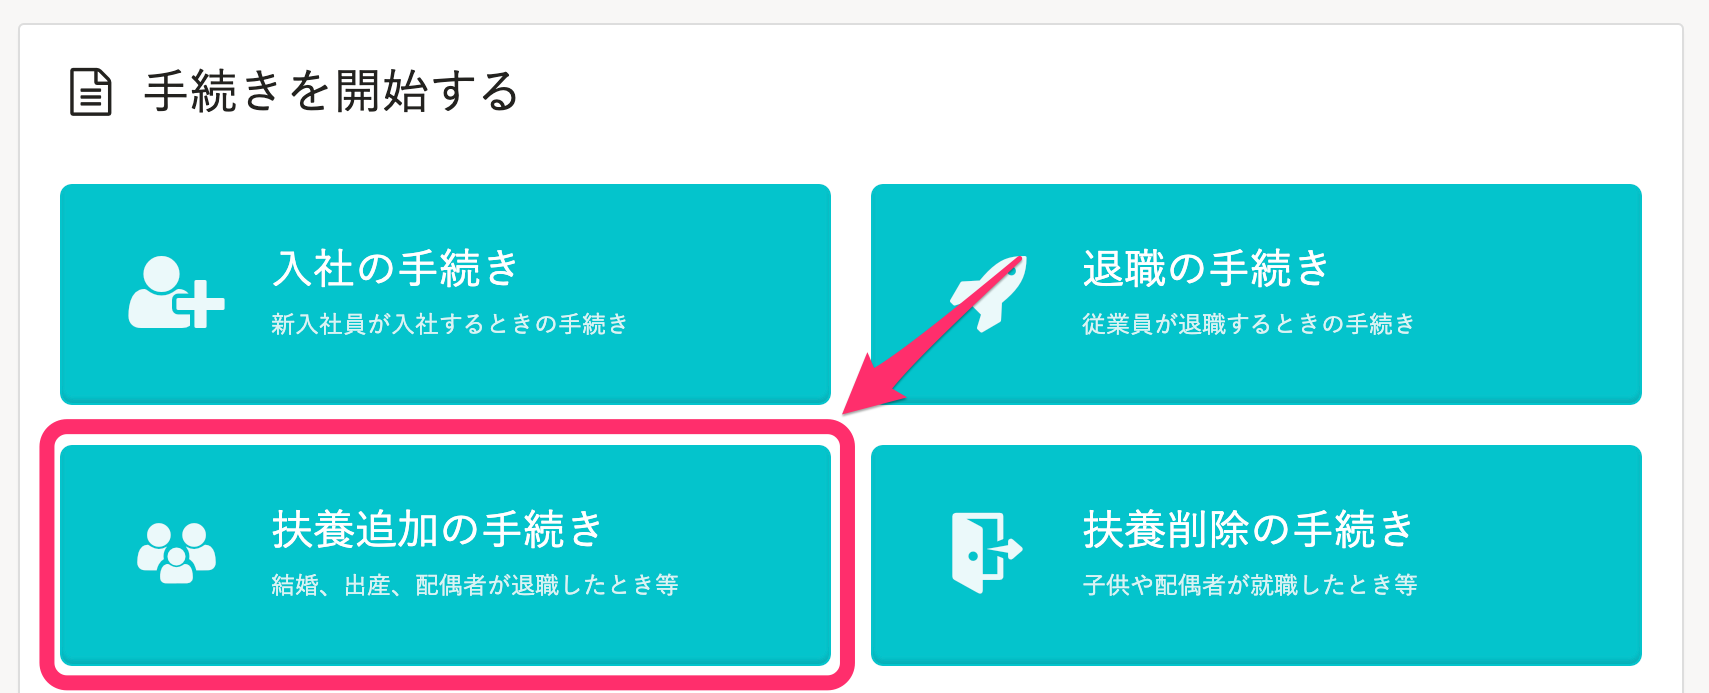 手続きを開始する
入社の手続き
新入社員が入社するときの手続き
退職の手続き
従業員が退職するときの手続き
扶養追加の手続き
結婚、出産、配偶者が退職したとき等
扶養削除の手続き
子供や配偶者が就職したとき等